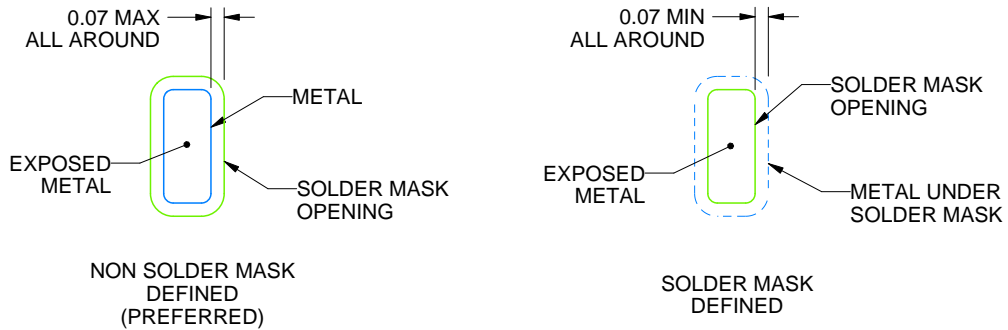 0.07 MAX
ALL AROUND
METAL
EXPOSED
METAL
SOLDER MASK
OPENING
NON SOLDER MASK
DEFINED
(PREFERRED)
0.07 MIN
ALL AROUND
SOLDER MASK
OPENING
EXPOSED
METAL
METAL UNDER
SOLDER MASK
SOLDER MASK
DEFINED